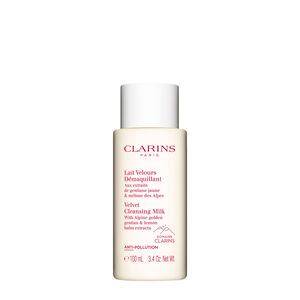 CLARINS
PARIS
Lait Velours
Démaquillant
Aux extraits
de gentiane jaune
& mélisse des Alpes
Velvet
Cleansing Milk
With Alpine golden
gentian & lemon
balm extracts
DOMAINE
CLARINS
ANTI-POLLUTION
℮100 mL 3.4 Oz. Net Wt.